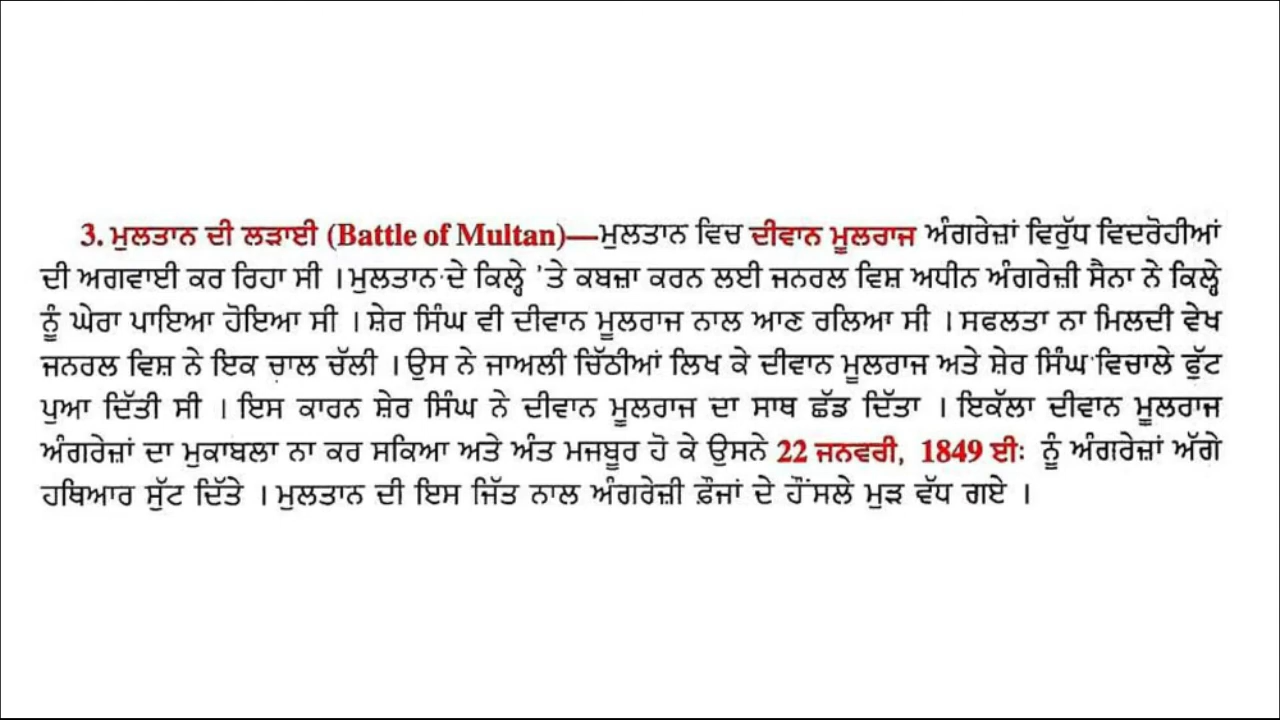 3. ਮੁਲਤਾਨ ਦੀ ਲੜਾਈ (Battle of Multan)—ਮੁਲਤਾਨ ਵਿਚ ਦੀਵਾਨ ਮੂਲਰਾਜ ਅੰਗਰੇਜ਼ਾਂ ਵਿਰੁੱਧ ਵਿਦਰੋਹੀਆਂ
ਦੀ ਅਗਵਾਈ ਕਰ ਰਿਹਾ ਸੀ । ਮੁਲਤਾਨ ਦੇ ਕਿਲ੍ਹੇ 'ਤੇ ਕਬਜ਼ਾ ਕਰਨ ਲਈ ਜਨਰਲ ਵਿਸ਼ ਅਧੀਨ ਅੰਗਰੇਜ਼ੀ ਸੈਨਾ ਨੇ ਕਿਲ੍ਹੇ
ਨੂੰ ਘੇਰਾ ਪਾਇਆ ਹੋਇਆ ਸੀ । ਸ਼ੇਰ ਸਿੰਘ ਵੀ ਦੀਵਾਨ ਮੂਲਰਾਜ ਨਾਲ ਆਣ ਰਲਿਆ ਸੀ । ਸਫਲਤਾ ਨਾ ਮਿਲਦੀ ਵੇਖ
ਜਨਰਲ ਵਿਸ਼ ਨੇ ਇਕ ਚਾਲ ਚੱਲੀ । ਉਸ ਨੇ ਜਾਅਲੀ ਚਿੱਠੀਆਂ ਲਿਖ ਕੇ ਦੀਵਾਨ ਮੂਲਰਾਜ ਅਤੇ ਸ਼ੇਰ ਸਿੰਘ ਵਿਚਾਲੇ ਫੁੱਟ
ਪੁਆ ਦਿੱਤੀ ਸੀ । ਇਸ ਕਾਰਨ ਸ਼ੇਰ ਸਿੰਘ ਨੇ ਦੀਵਾਨ ਮੂਲਰਾਜ ਦਾ ਸਾਥ ਛੱਡ ਦਿੱਤਾ । ਇਕੱਲਾ ਦੀਵਾਨ ਮੂਲਰਾਜ
ਅੰਗਰੇਜ਼ਾਂ ਦਾ ਮੁਕਾਬਲਾ ਨਾ ਕਰ ਸਕਿਆ ਅਤੇ ਅੰਤ ਮਜਬੂਰ ਹੋ ਕੇ ਉਸਨੇ 22 ਜਨਵਰੀ, 1849 ਈ: ਨੂੰ ਅੰਗਰੇਜ਼ਾਂ ਅੱਗੇ
ਹਥਿਆਰ ਸੁੱਟ ਦਿੱਤੇ । ਮੁਲਤਾਨ ਦੀ ਇਸ ਜਿੱਤ ਨਾਲ ਅੰਗਰੇਜ਼ੀ ਫ਼ੌਜਾਂ ਦੇ ਹੌਂਸਲੇ ਮੁੜ ਵੱਧ ਗਏ ।